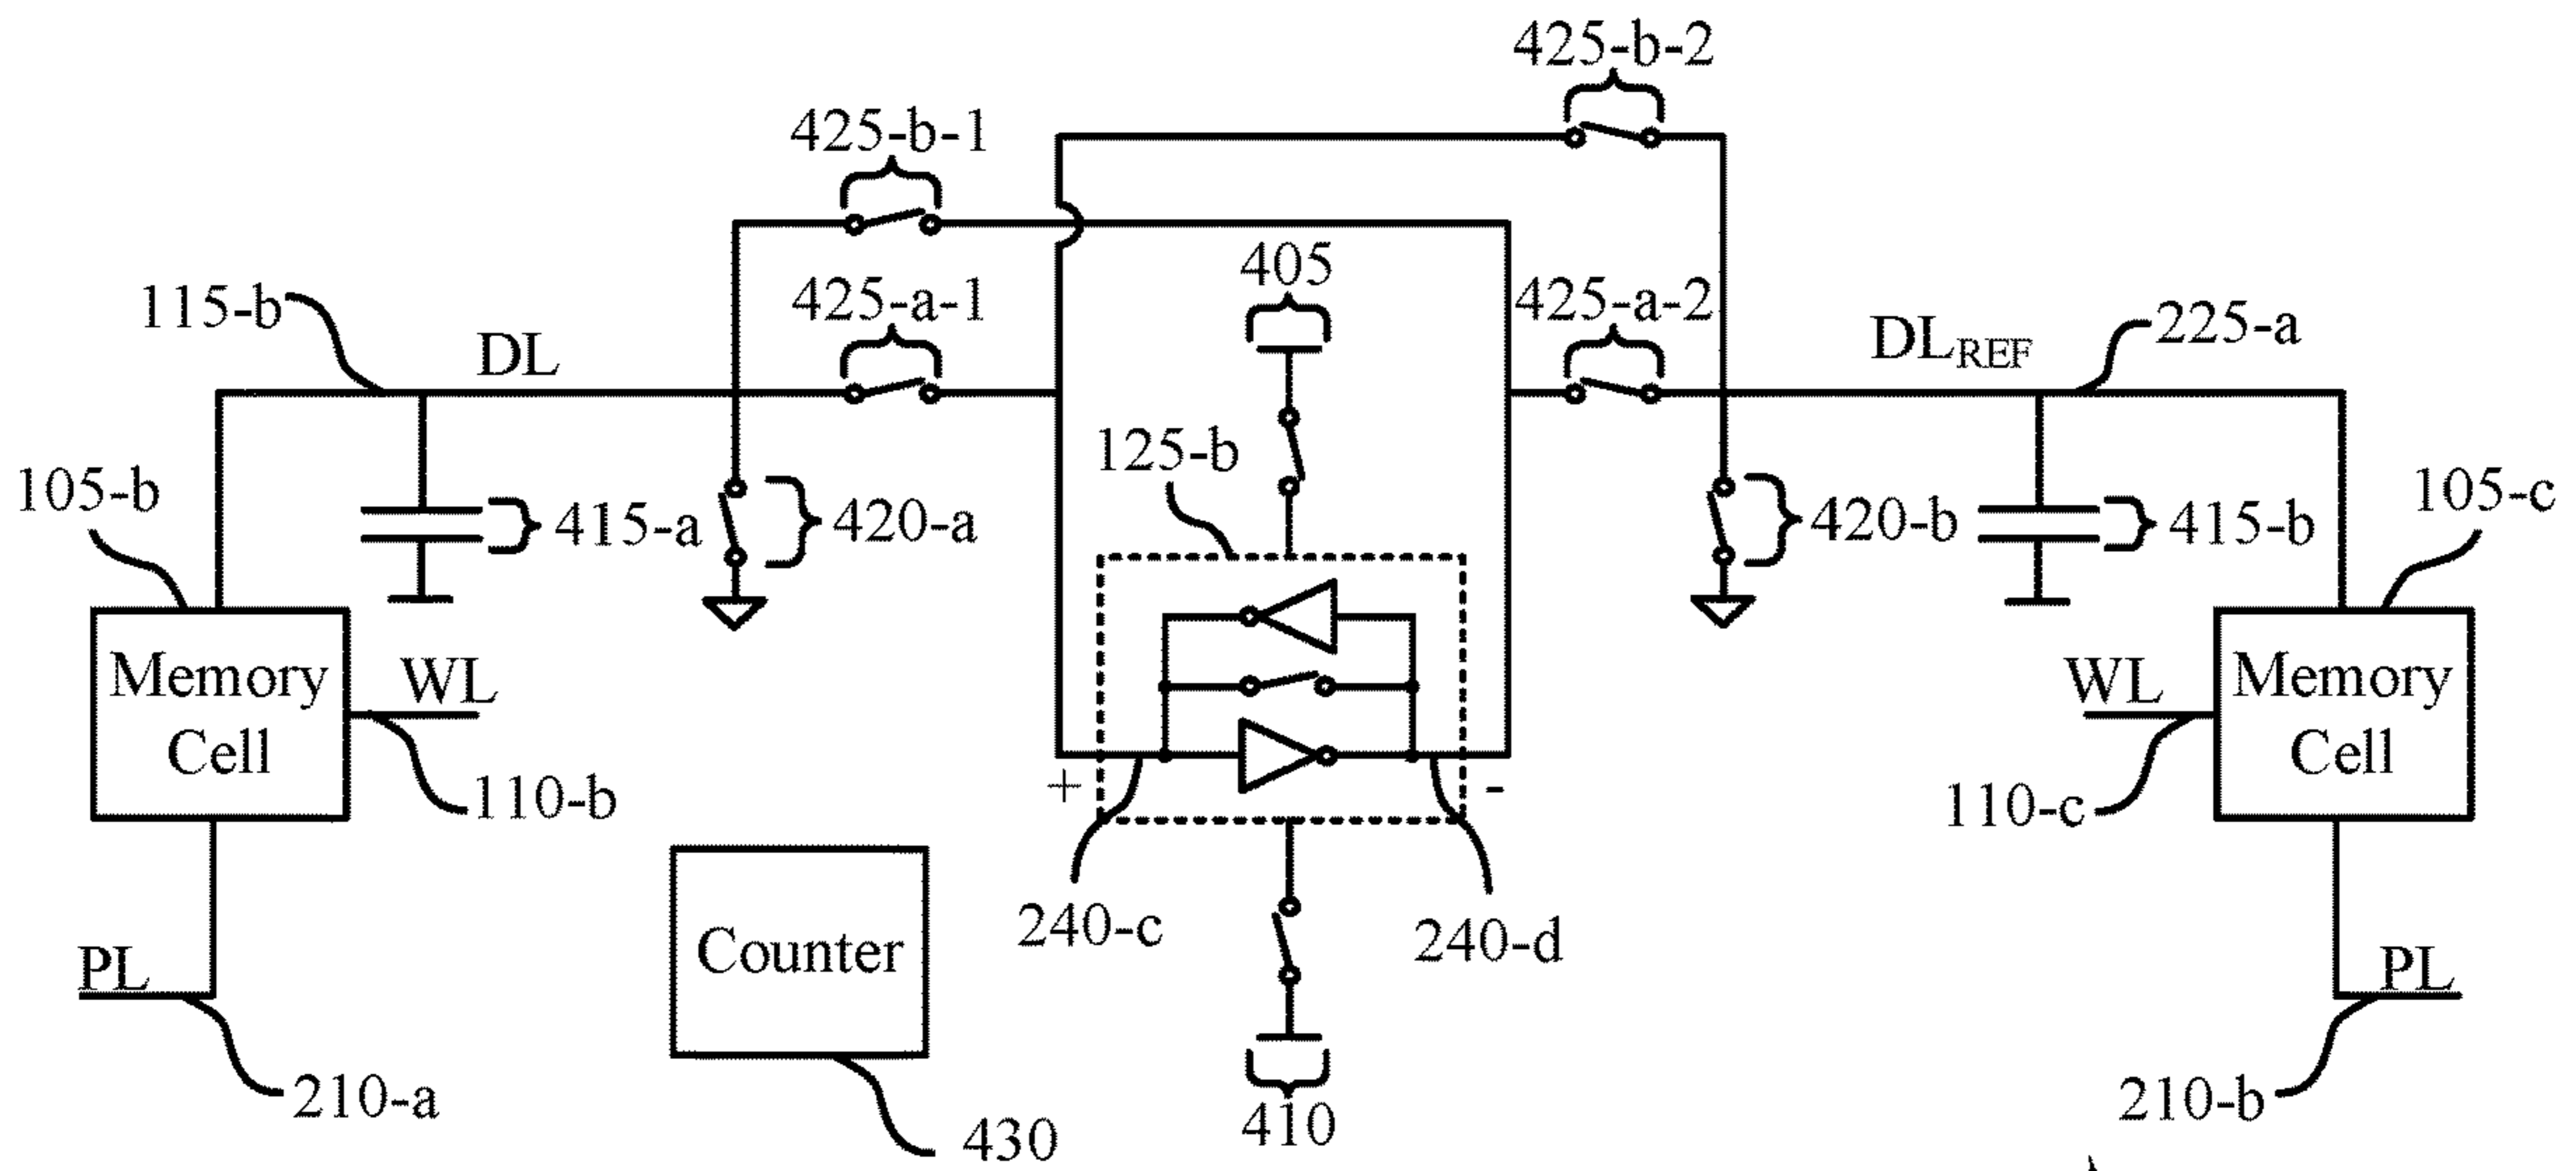 425-b-2
425-b-1
405
115-b
DL
425-a-1
425-a-2
DLREF
225-a
125-b
105-b
415-a
420-a
420-b
415-b
105-c
Memory
Cell
WL
WL
Memory
Cell
110-b
+
-
110-c
Counter
240-c
240-d
PL
PL
210-a
430
410
210-b